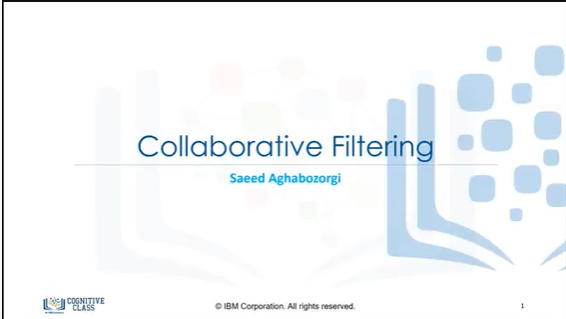 Collaborative Filtering
Saeed Aghabozorgi
COGNITIVE
CLASS
© IBM Corporation. All rights reserved.
1